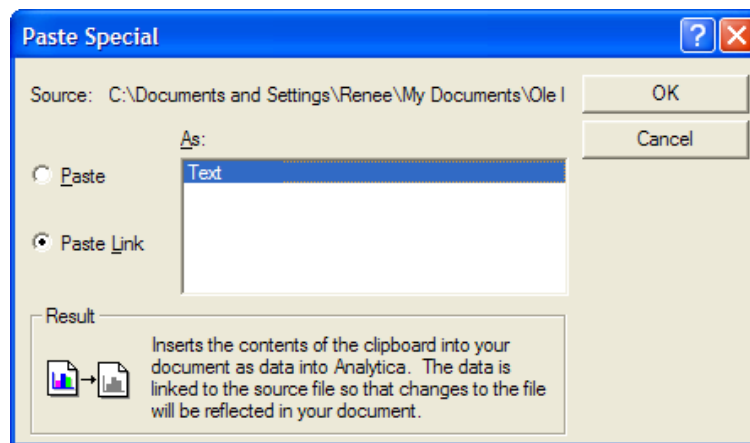 Paste Special
Source: C:\Documents and Settings\Renee\My Documents\Ole I
OK
Cancel
As:
Paste
Text
Paste Link
Result
Inserts the contents of the clipboard into your
document as data into Analytica. The data is
linked to the source file so that changes to the file
will be reflected in your document.